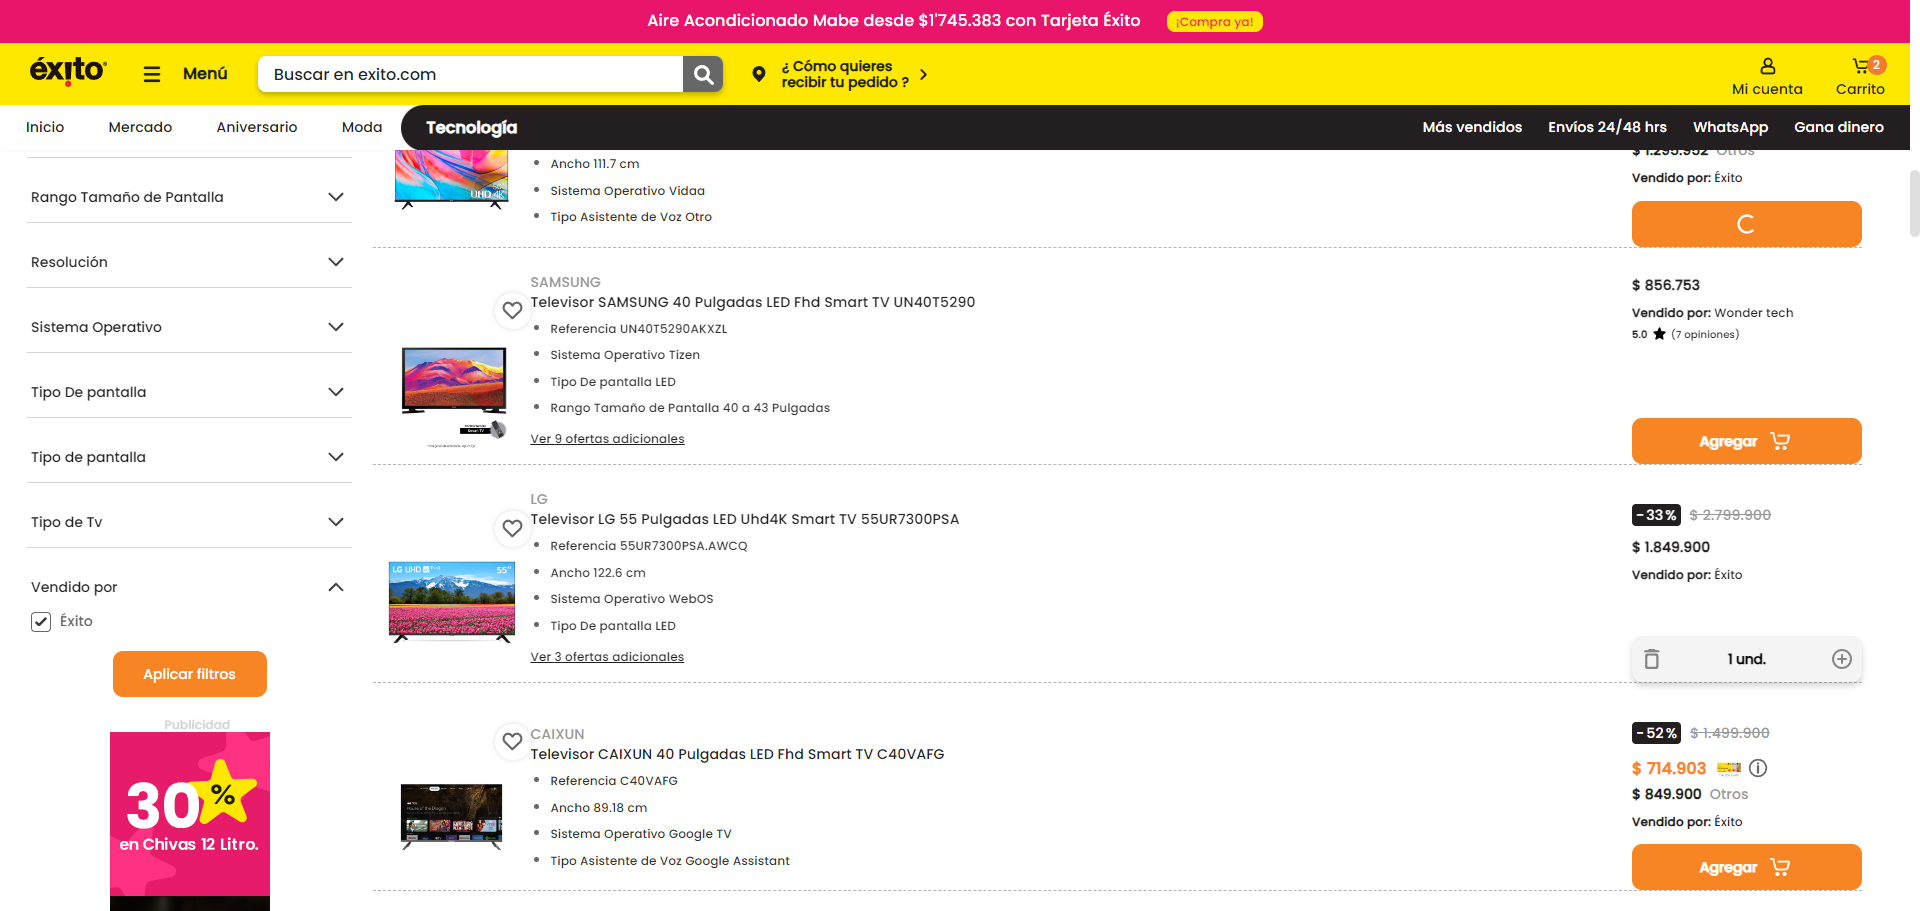 Aire Acondicionado Mabe desde $1'745.383 con Tarjeta Éxito ¡Compra ya!
éxito
Menú
Buscar en exito.com
¿ Cómo quieres
recibir tu pedido ?
Mi cuenta
2
Carrito
Inicio Mercado Aniversario Moda Tecnología Más vendidos Envíos 24/48 hrs WhatsApp Gana dinero
Rango Tamaño de Pantalla
Resolución
Sistema Operativo
Tipo De pantalla
Tipo de pantalla
Tipo de Tv
Vendido por
Éxito
Aplicar filtros
Publicidad
30%
en Chivas 12 Litro.
UHD 4K
Ancho 111.7 cm
Sistema Operativo Vidaa
Tipo Asistente de Voz Otro
$ 1.295.952 Otros
Vendido por: Éxito
SAMSUNG
Televisor SAMSUNG 40 Pulgadas LED Fhd Smart TV UN40T5290
Referencia UN40T5290AKXZL
Sistema Operativo Tizen
Tipo De pantalla LED
Rango Tamaño de Pantalla 40 a 43 Pulgadas
Ver 9 ofertas adicionales
$ 856.753
Vendido por: Wonder tech
5.0 (7 opiniones)
Agregar
LG
Televisor LG 55 Pulgadas LED Uhd4K Smart TV 55UR7300PSA
LG UHD 55"
Referencia 55UR7300PSA.AWCQ
Ancho 122.6 cm
Sistema Operativo WebOS
Tipo De pantalla LED
Ver 3 ofertas adicionales
-33% $ 2.799.900
$ 1.849.900
Vendido por: Éxito
1 und.
CAIXUN
Televisor CAIXUN 40 Pulgadas LED Fhd Smart TV C40VAFG
Referencia C40VAFG
Ancho 89.18 cm
Sistema Operativo Google TV
Tipo Asistente de Voz Google Assistant
-52% $ 1.499.900
$ 714.903
$ 849.900 Otros
Vendido por: Éxito
Agregar